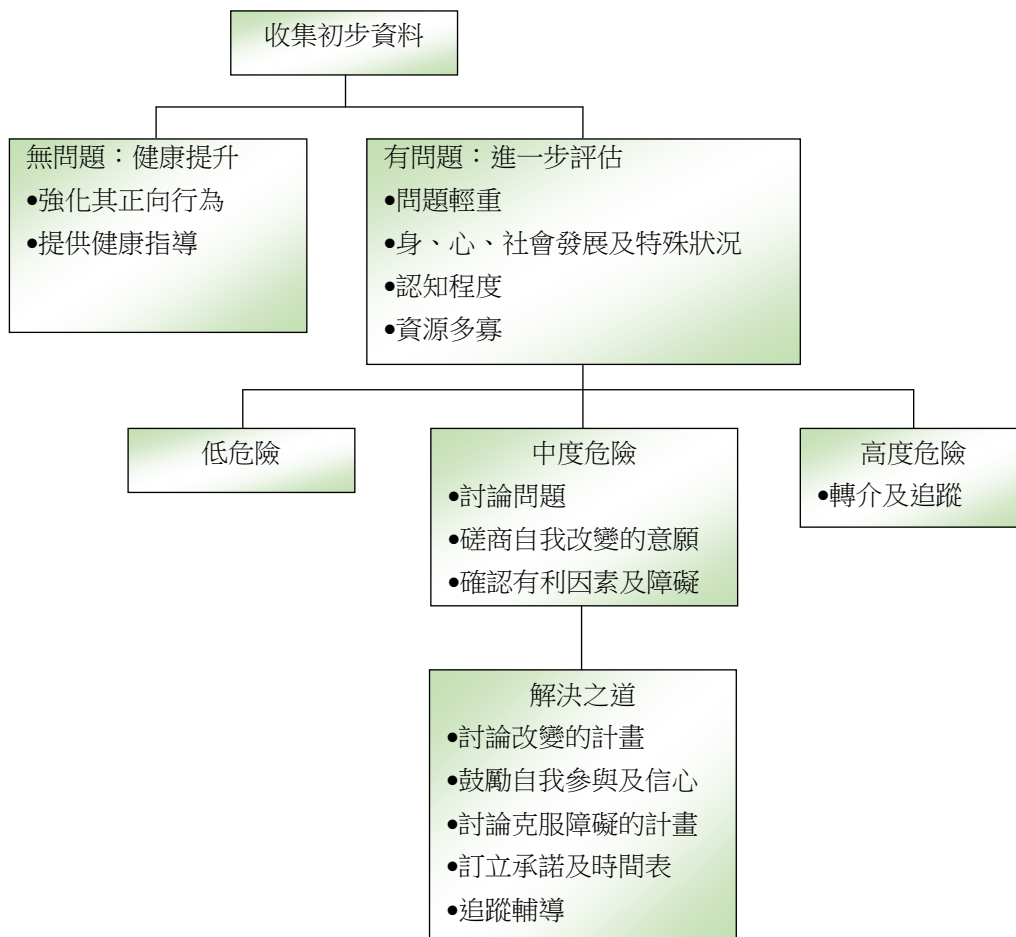 收集初步資料
無問題：健康提升
•強化其正向行為
•提供健康指導
有問題：進一步評估
•問題輕重
•身、心、社會發展及特殊狀況
•認知程度
•資源多寡
低危險
中度危險
•討論問題
•磋商自我改變的意願
•確認有利因素及障礙
高度危險
•轉介及追蹤
解決之道
•討論改變的計畫
•鼓勵自我參與及信心
•討論克服障礙的計畫
•訂立承諾及時間表
•追蹤輔導